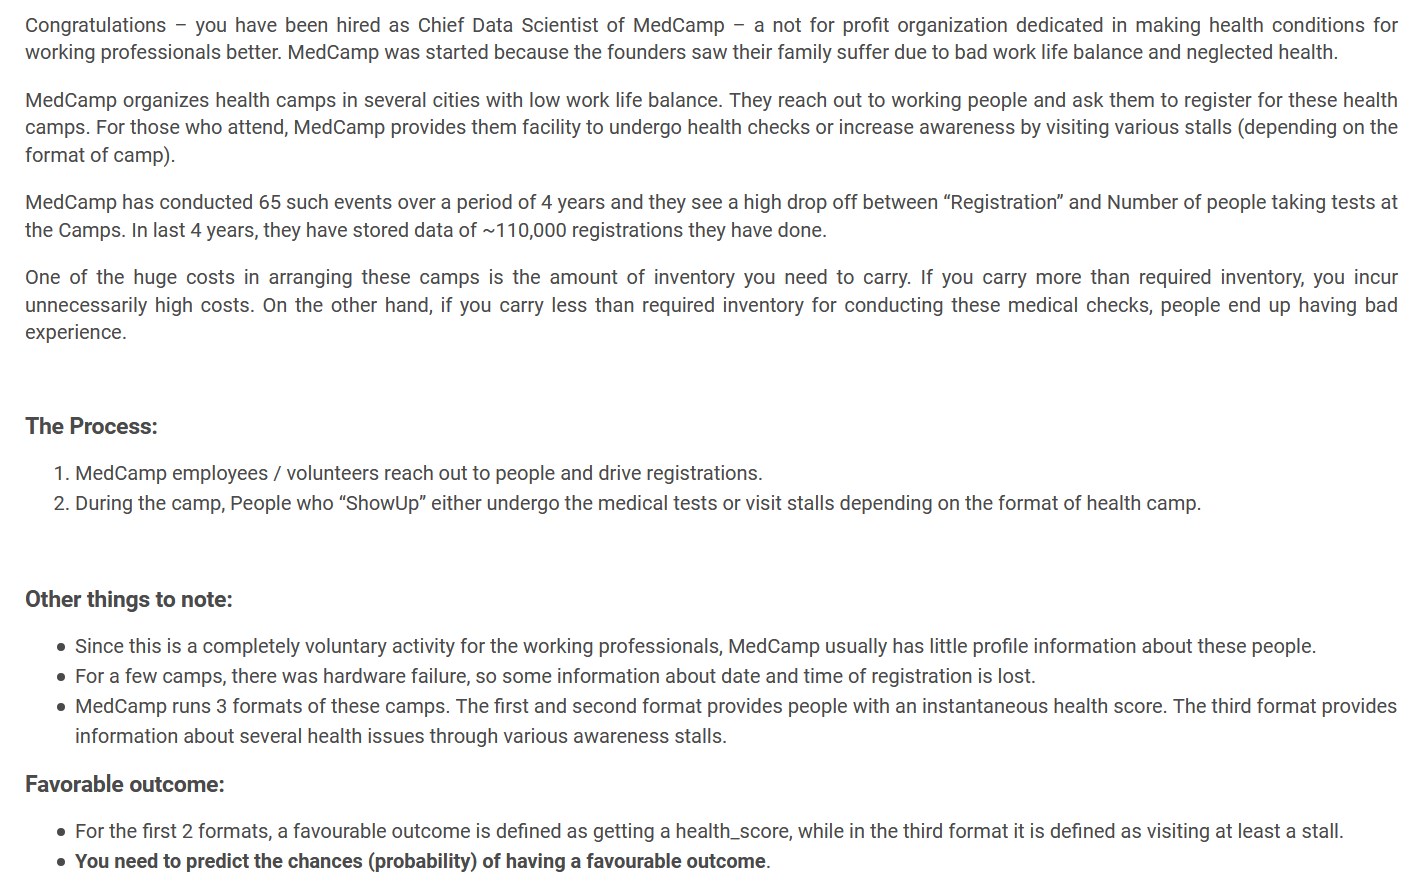 Congratulations – you have been hired as Chief Data Scientist of MedCamp – a not for profit organization dedicated in making health conditions for
working professionals better. MedCamp was started because the founders saw their family suffer due to bad work life balance and neglected health.
MedCamp organizes health camps in several cities with low work life balance. They reach out to working people and ask them to register for these health
camps. For those who attend, MedCamp provides them facility to undergo health checks or increase awareness by visiting various stalls (depending on the
format of camp).
MedCamp has conducted 65 such events over a period of 4 years and they see a high drop off between “Registration” and Number of people taking tests at
the Camps. In last 4 years, they have stored data of ~110,000 registrations they have done.
One of the huge costs in arranging these camps is the amount of inventory you need to carry. If you carry more than required inventory, you incur
unnecessarily high costs. On the other hand, if you carry less than required inventory for conducting these medical checks, people end up having bad
experience.
The Process:
1. MedCamp employees / volunteers reach out to people and drive registrations.
2. During the camp, People who “ShowUp” either undergo the medical tests or visit stalls depending on the format of health camp.
Other things to note:
• Since this is a completely voluntary activity for the working professionals, MedCamp usually has little profile information about these people.
• For a few camps, there was hardware failure, so some information about date and time of registration is lost.
• MedCamp runs 3 formats of these camps. The first and second format provides people with an instantaneous health score. The third format provides
information about several health issues through various awareness stalls.
Favorable outcome:
• For the first 2 formats, a favourable outcome is defined as getting a health_score, while in the third format it is defined as visiting at least a stall.
• You need to predict the chances (probability) of having a favourable outcome.